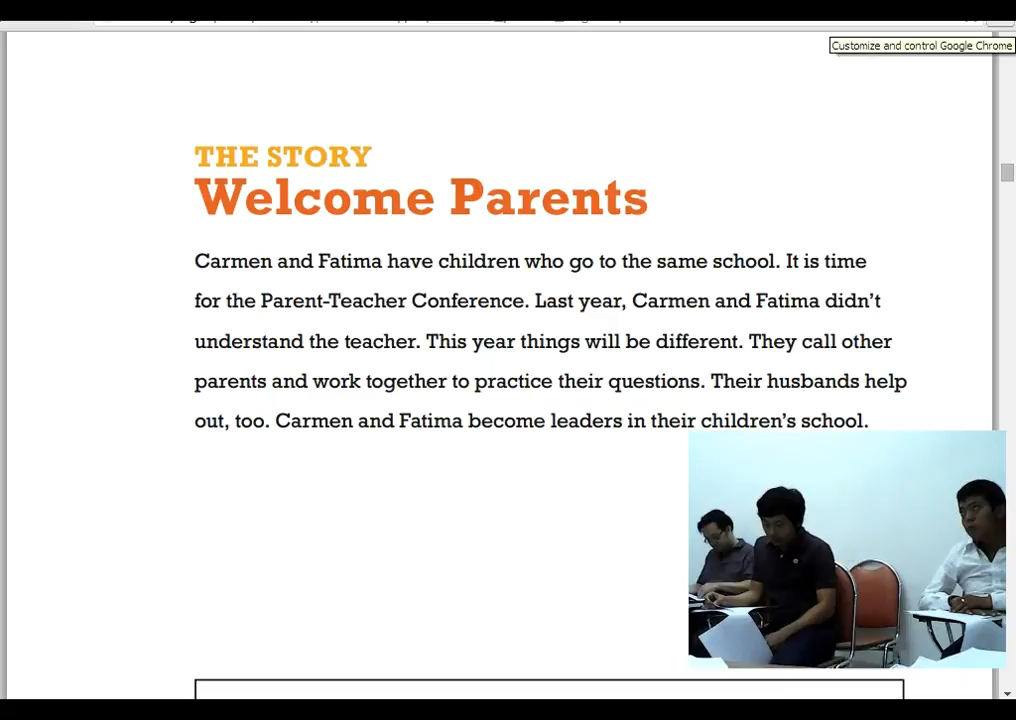 Customize and control Google Chrome
THE STORY
Welcome Parents
Carmen and Fatima have children who go to the same school. It is time
for the Parent-Teacher Conference. Last year, Carmen and Fatima didn't
understand the teacher. This year things will be different. They call other
parents and work together to practice their questions. Their husbands help
out, too. Carmen and Fatima become leaders in their children's school.